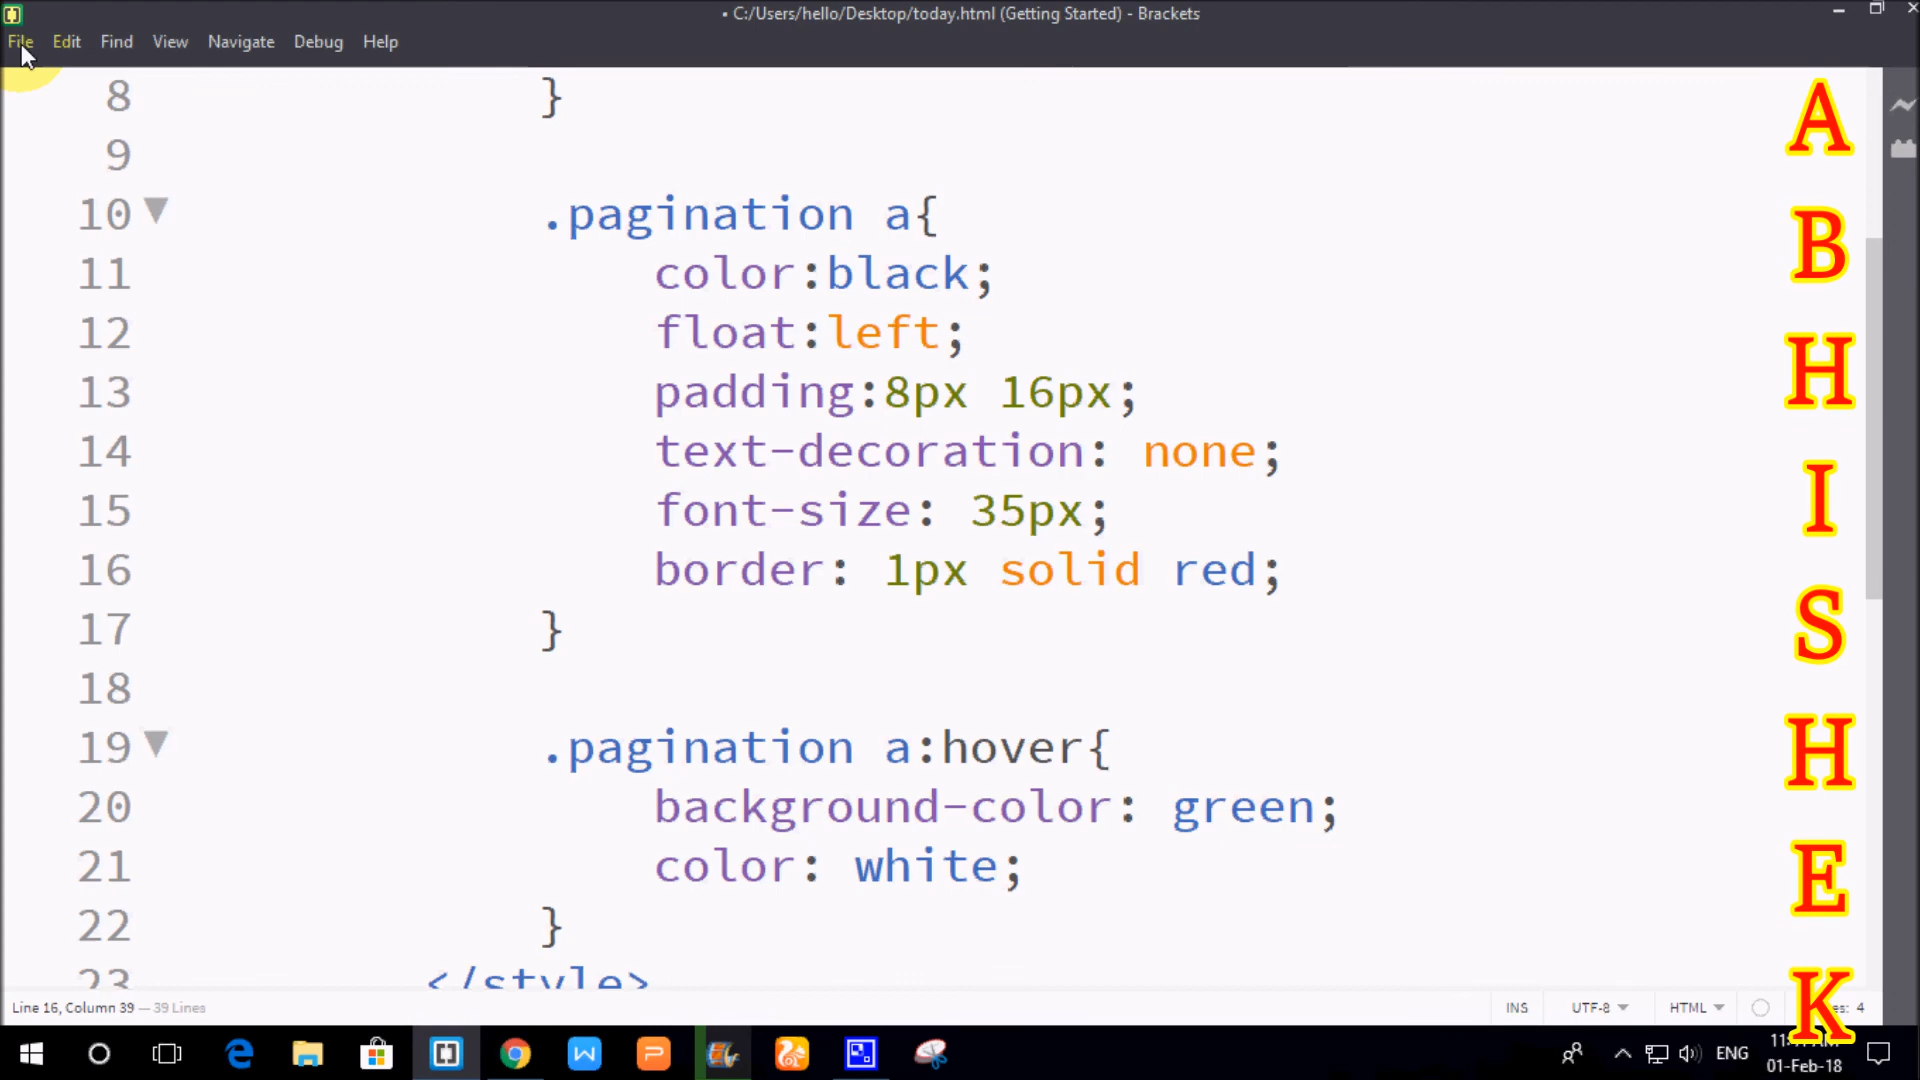 • C:/Users/hello/Desktop/today.html (Getting Started) - Brackets
File Edit Find View Navigate Debug Help
8 }
9
10 .pagination a{
11 color:black;
12 float:left;
13 padding:8px 16px;
14 text-decoration: none;
15 font-size: 35px;
16 border: 1px solid red;
17 }
18
19 .pagination a:hover{
20 background-color: green;
21 color: white;
22 }
23 </style>
A
B
H
I
S
H
E
K
Line 16, Column 39 — 39 Lines
INS UTF-8 HTML 4
ENG
01-Feb-18